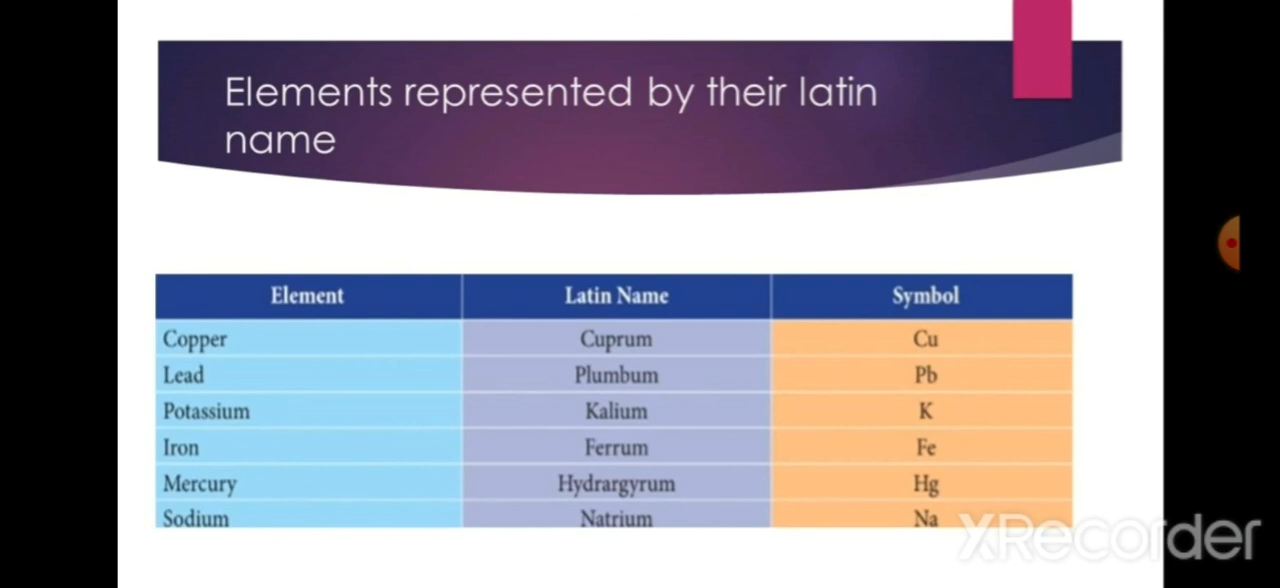 Elements represented by their latin
name
Element Latin Name Symbol
Copper Cuprum Cu
Lead Plumbum Pb
Potassium Kalium K
Iron Ferrum Fe
Mercury Hydrargyrum Hg
Sodium Natrium Na
XRecorder